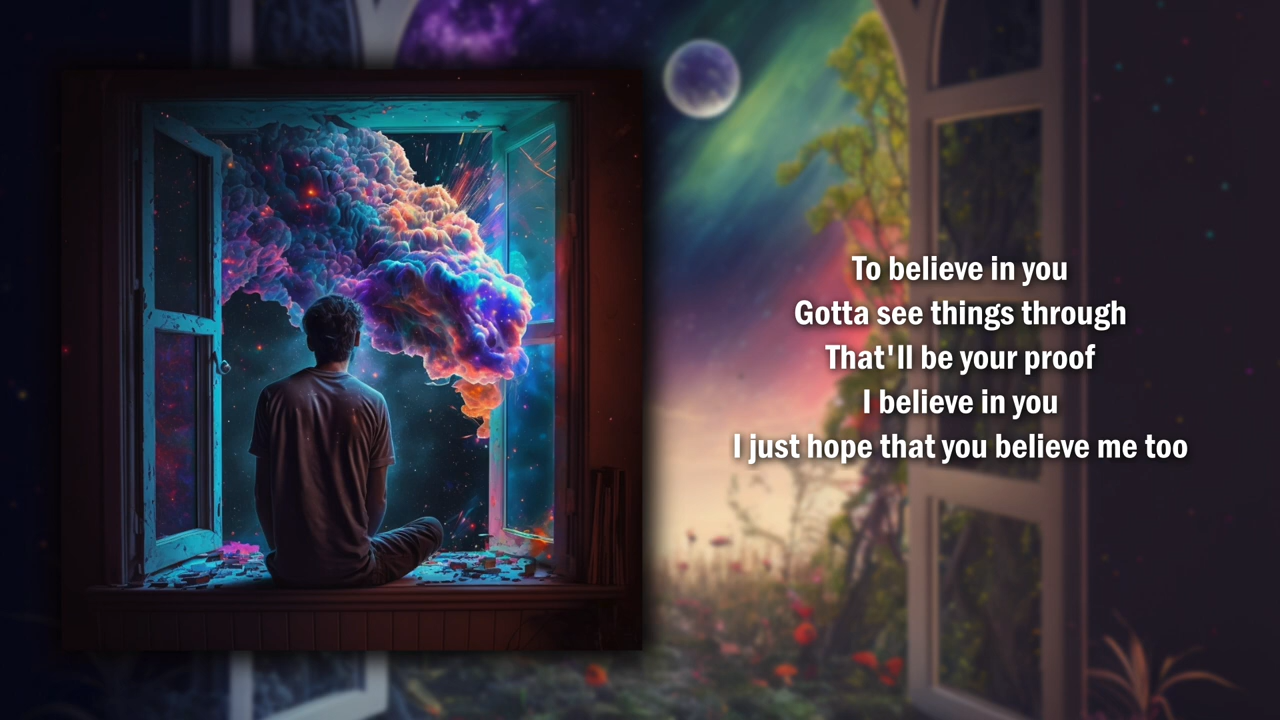 To believe in you
Gotta see things through
That'll be your proof
I believe in you
I just hope that you believe me too